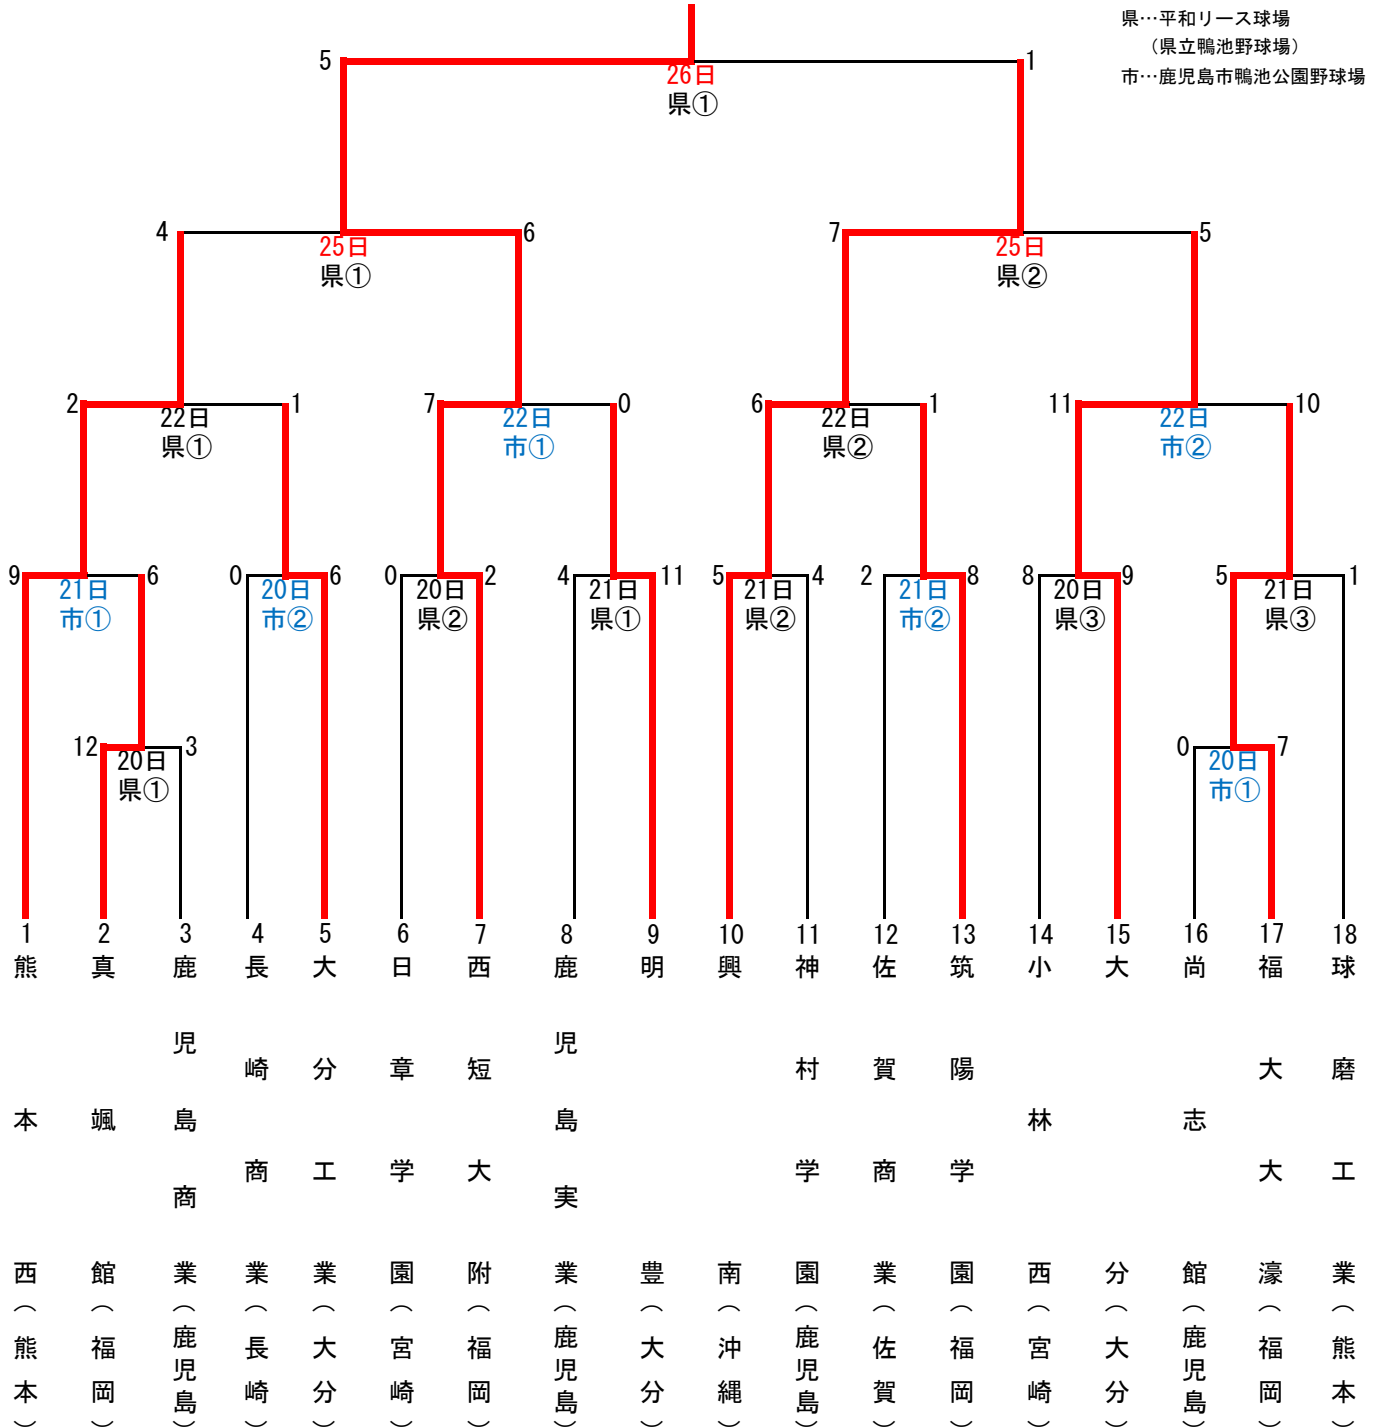 県…平和リース球場
（県立鴨池野球場）
市…鹿児島市鴨池公園野球場
5 1
26日
県①
4 6 7 5
25日 25日
県① 県②
2 1 7 0 6 1 11 10
22日 22日 22日 22日
県① 市① 県② 市②
9 6 0 6 0 2 4 11 5 4 2 8 8 9 5 1
21日 20日 20日 21日 21日 21日 20日 21日
市① 市② 県② 県① 県② 市② 県③ 県③
12 3 0 7
20日 20日
県① 市①
1 熊本西（熊本）
2 真颯館（福岡）
3 鹿児島商業（鹿児島）
4 長崎商業（長崎）
5 大分工業（大分）
6 日章学園（宮崎）
7 西短大附（福岡）
8 鹿児島実業（鹿児島）
9 明豊（大分）
10 興南（沖縄）
11 神村学園（鹿児島）
12 佐賀商業（佐賀）
13 筑陽学園（福岡）
14 小林西（宮崎）
15 大分（大分）
16 尚志館（鹿児島）
17 福大大濠（福岡）
18 球磨工業（熊本）